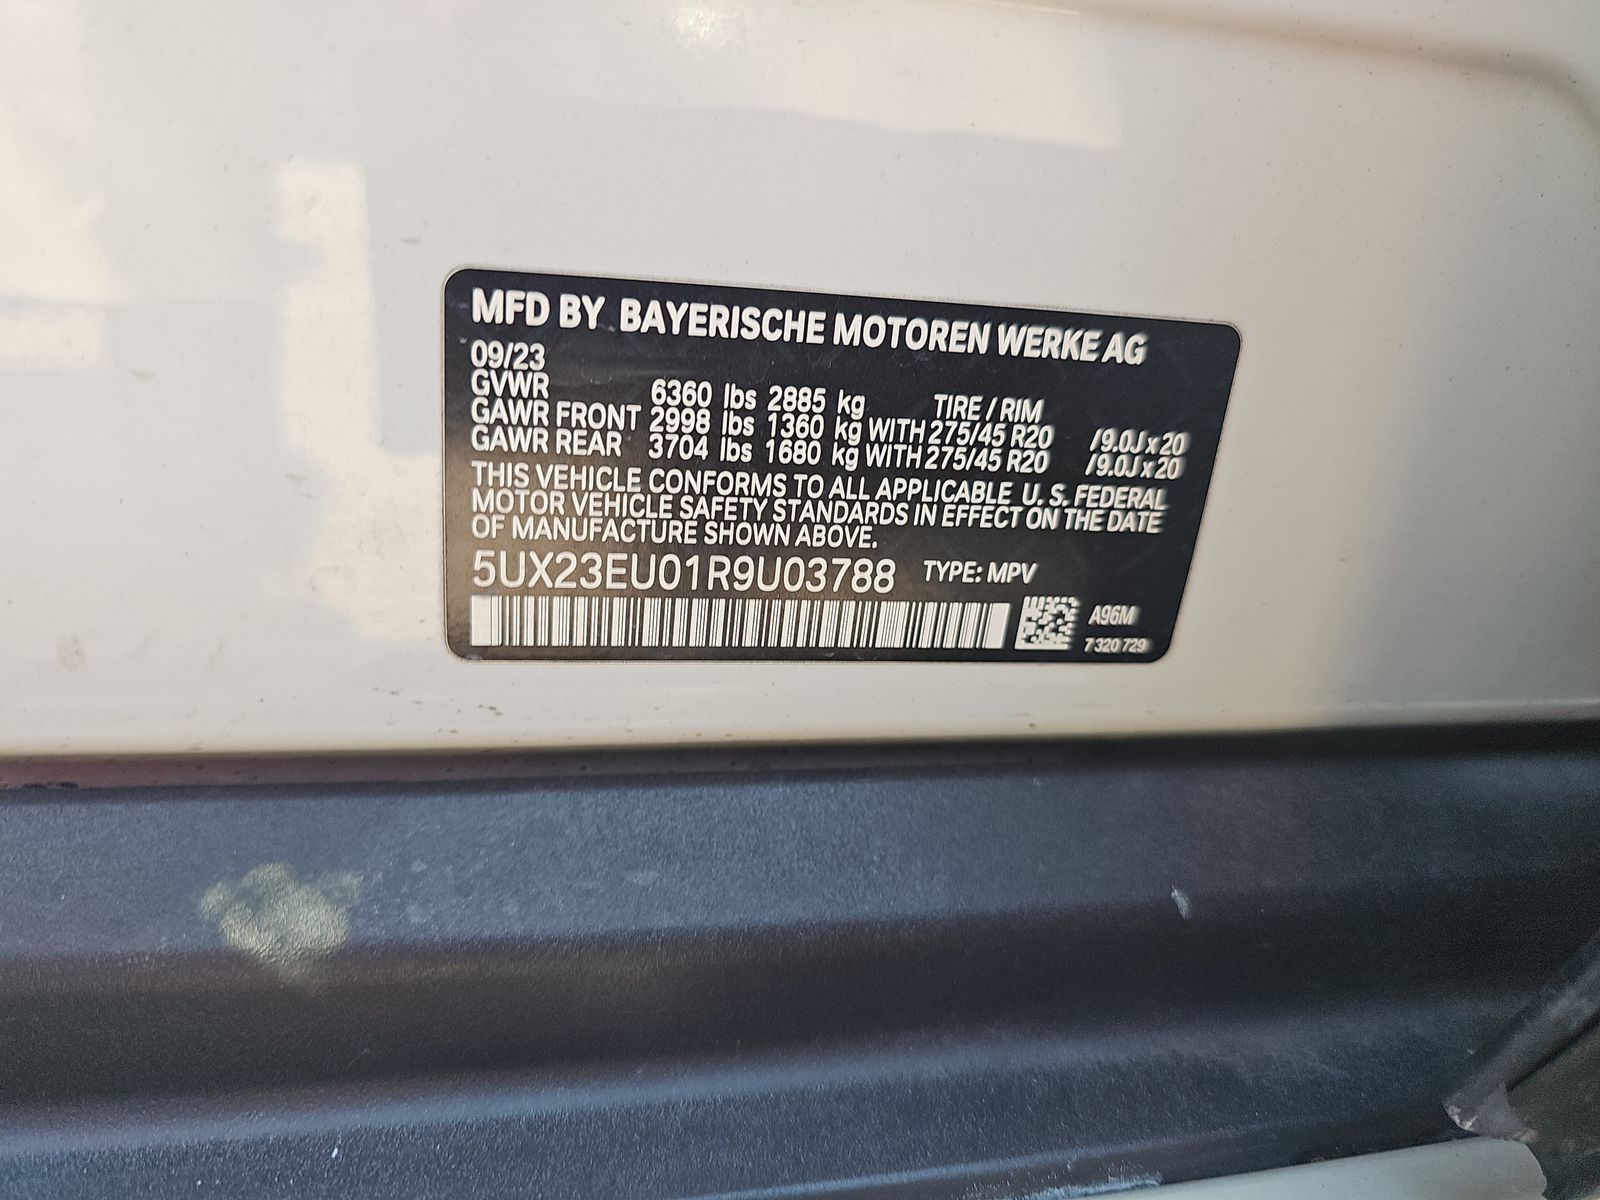 MFD BY BAYERISCHE MOTOREN WERKE AG
09/23
GVWR 6360 lbs 2885 kg TIRE / RIM
GAWR FRONT 2998 lbs 1360 kg WITH 275/45 R20 /9.0J x 20
GAWR REAR 3704 lbs 1680 kg WITH 275/45 R20 /9.0J x 20
THIS VEHICLE CONFORMS TO ALL APPLICABLE U. S. FEDERAL
MOTOR VEHICLE SAFETY STANDARDS IN EFFECT ON THE DATE
OF MANUFACTURE SHOWN ABOVE.
5UX23EU01R9U03788 TYPE: MPV
A96M
7 320 729